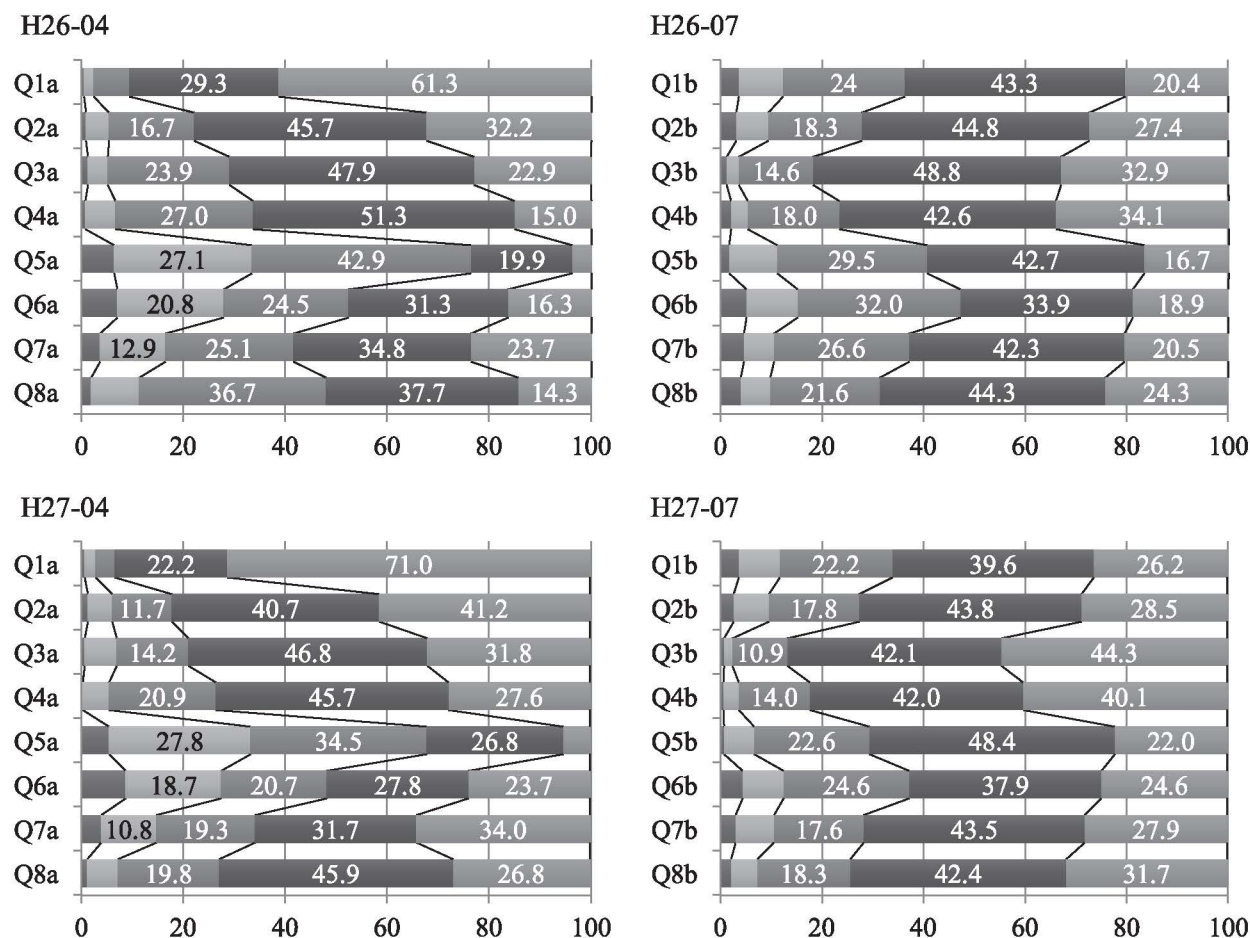 H26-04
Q1a 29.3 61.3
Q2a 16.7 45.7 32.2
Q3a 23.9 47.9 22.9
Q4a 27.0 51.3 15.0
Q5a 27.1 42.9 19.9
Q6a 20.8 24.5 31.3 16.3
Q7a 12.9 25.1 34.8 23.7
Q8a 36.7 37.7 14.3
0 20 40 60 80 100
H26-07
Q1b 24 43.3 20.4
Q2b 18.3 44.8 27.4
Q3b 14.6 48.8 32.9
Q4b 18.0 42.6 34.1
Q5b 29.5 42.7 16.7
Q6b 32.0 33.9 18.9
Q7b 26.6 42.3 20.5
Q8b 21.6 44.3 24.3
0 20 40 60 80 100
H27-04
Q1a 22.2 71.0
Q2a 11.7 40.7 41.2
Q3a 14.2 46.8 31.8
Q4a 20.9 45.7 27.6
Q5a 27.8 34.5 26.8
Q6a 18.7 20.7 27.8 23.7
Q7a 10.8 19.3 31.7 34.0
Q8a 19.8 45.9 26.8
0 20 40 60 80 100
H27-07
Q1b 22.2 39.6 26.2
Q2b 17.8 43.8 28.5
Q3b 10.9 42.1 44.3
Q4b 14.0 42.0 40.1
Q5b 22.6 48.4 22.0
Q6b 24.6 37.9 24.6
Q7b 17.6 43.5 27.9
Q8b 18.3 42.4 31.7
0 20 40 60 80 100